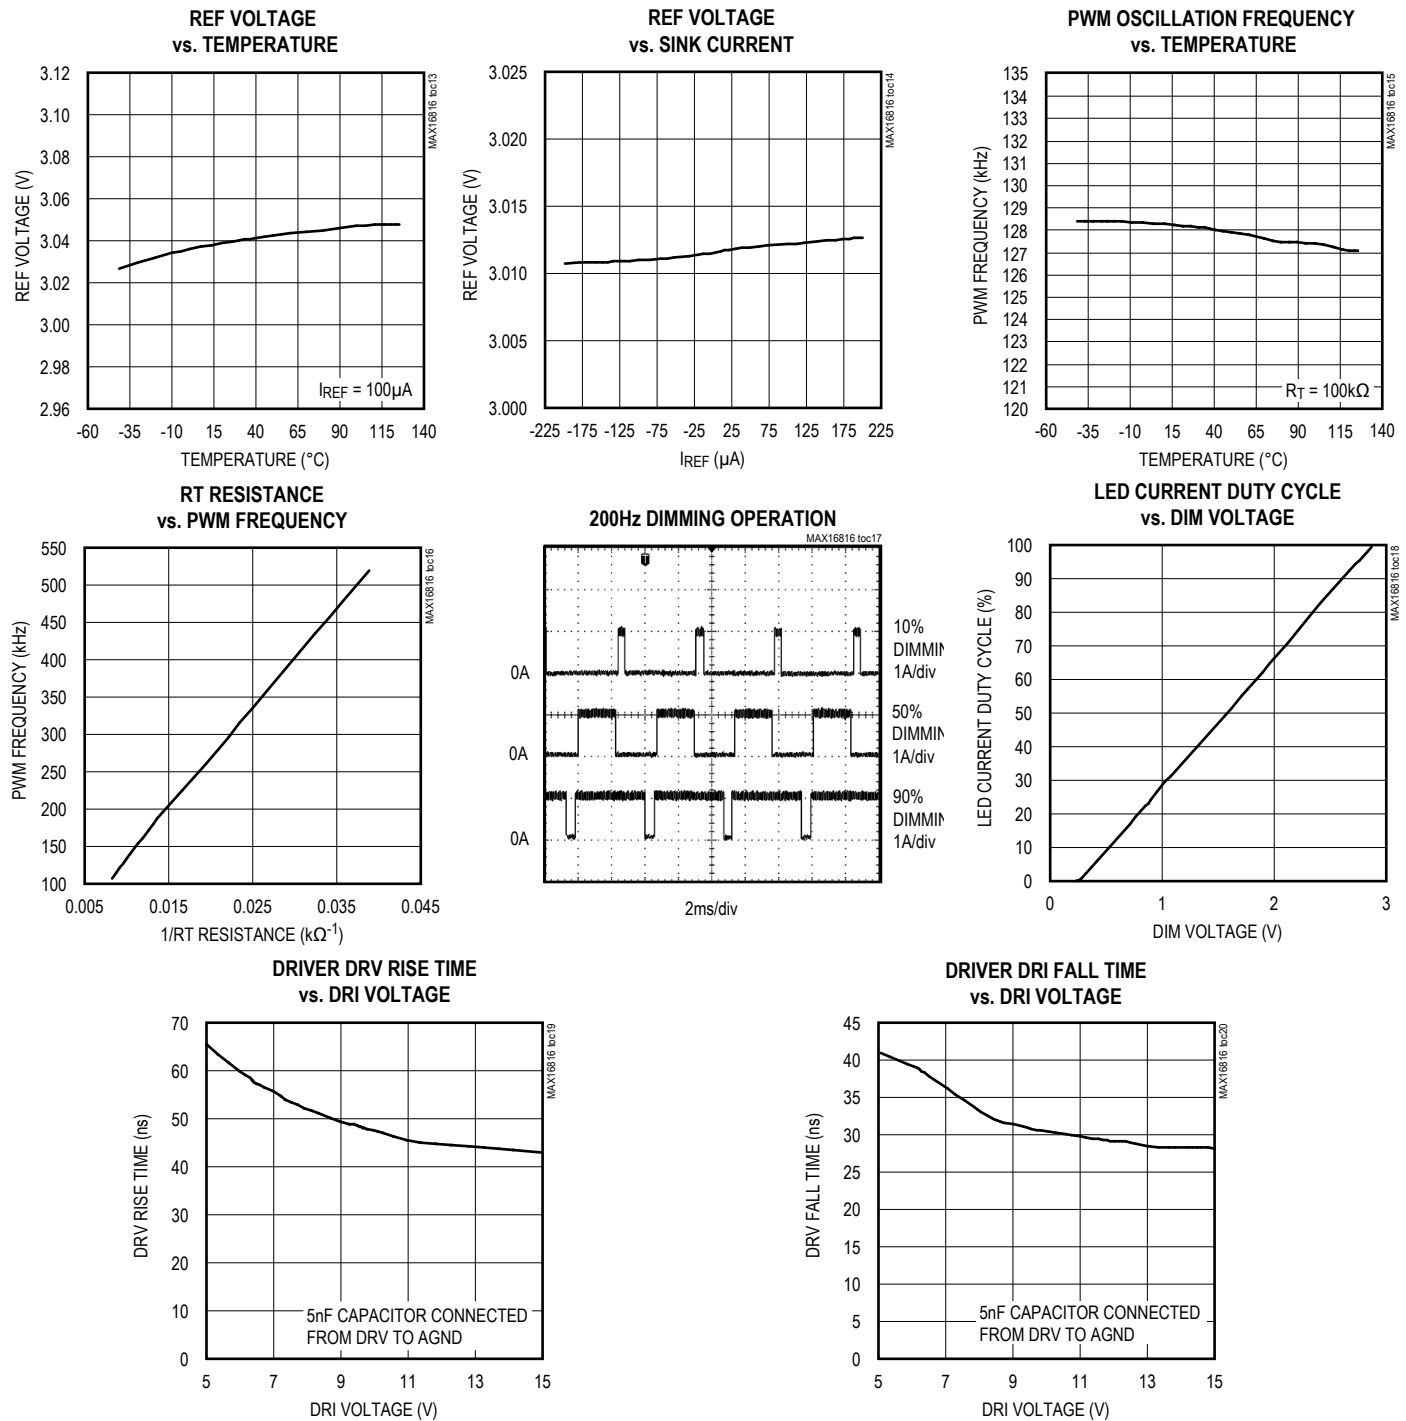 REF VOLTAGE
vs. TEMPERATURE
MAX16816 toc13
REF VOLTAGE (V)
3.12
3.10
3.08
3.06
3.04
3.02
3.00
2.98
2.96
IREF = 100µA
-60 -35 -10 15 40 65 90 115 140
TEMPERATURE (°C)
REF VOLTAGE
vs. SINK CURRENT
MAX16816 toc14
REF VOLTAGE (V)
3.025
3.020
3.015
3.010
3.005
3.000
-225 -175 -125 -75 -25 25 75 125 175 225
IREF (µA)
PWM OSCILLATION FREQUENCY
vs. TEMPERATURE
MAX16816 toc15
PWM FREQUENCY (kHz)
135
134
133
132
131
130
129
128
127
126
125
124
123
122
121
120
RT = 100kΩ
-60 -35 -10 15 40 65 90 115 140
TEMPERATURE (°C)
RT RESISTANCE
vs. PWM FREQUENCY
MAX16816 toc16
PWM FREQUENCY (kHz)
550
500
450
400
350
300
250
200
150
100
0.005 0.015 0.025 0.035 0.045
1/RT RESISTANCE (kΩ-1)
200Hz DIMMING OPERATION
MAX16816 toc17
10%
DIMMIN
0A
1A/div
50%
DIMMIN
0A
1A/div
90%
DIMMIN
0A
1A/div
2ms/div
LED CURRENT DUTY CYCLE
vs. DIM VOLTAGE
MAX16816 toc18
LED CURRENT DUTY CYCLE (%)
100
90
80
70
60
50
40
30
20
10
0
0 1 2 3
DIM VOLTAGE (V)
DRIVER DRV RISE TIME
vs. DRI VOLTAGE
MAX16816 toc19
DRV RISE TIME (ns)
70
60
50
40
30
20
10
0
5nF CAPACITOR CONNECTED
FROM DRV TO AGND
5 7 9 11 13 15
DRI VOLTAGE (V)
DRIVER DRI FALL TIME
vs. DRI VOLTAGE
MAX16816 toc20
DRV FALL TIME (ns)
45
40
35
30
25
20
15
10
5
0
5nF CAPACITOR CONNECTED
FROM DRV TO AGND
5 7 9 11 13 15
DRI VOLTAGE (V)